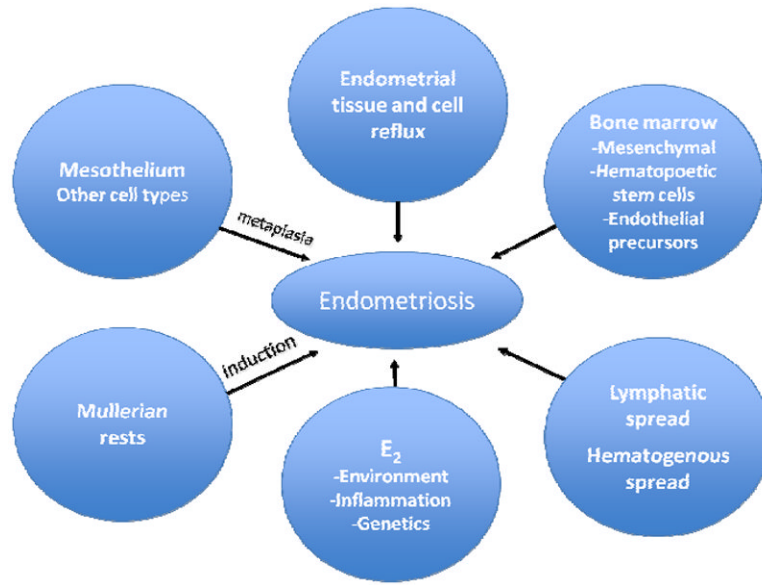 Endometrial
tissue and cell
reflux
Mesothelium
Other cell types
Bone marrow
-Mesenchymal
-Hematopoetic
stem cells
-Endothelial
precursors
metaplasia
Endometriosis
induction
Mullerian
rests
E₂
-Environment
-Inflammation
-Genetics
Lymphatic
spread
Hematogenous
spread